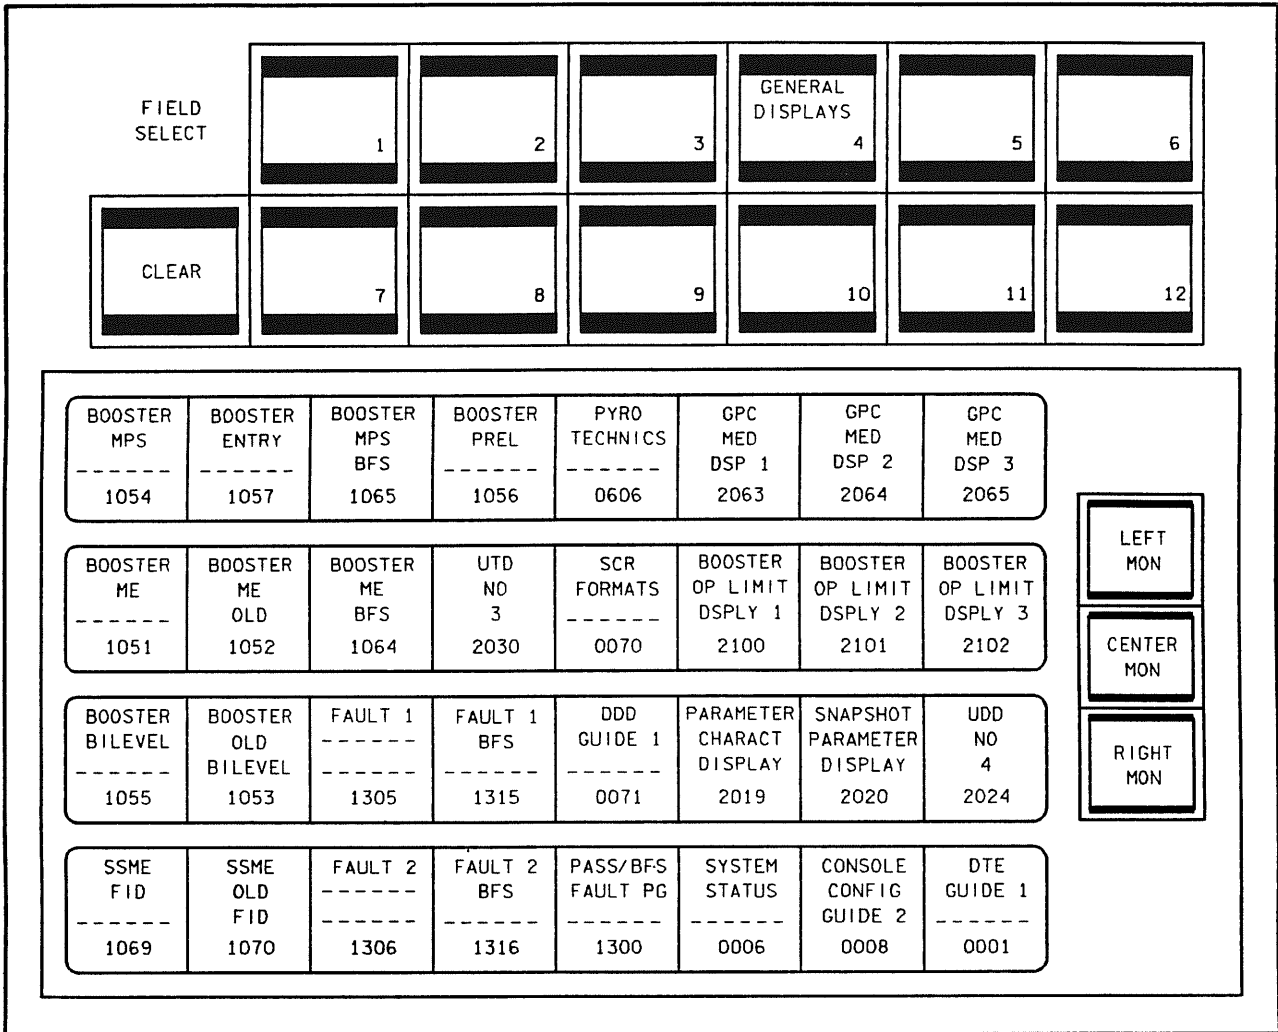 FIELD
SELECT
1
2
3
GENERAL
DISPLAYS
4
5
6
CLEAR
7
8
9
10
11
12
BOOSTER
MPS
------
1054
BOOSTER
ENTRY
------
1057
BOOSTER
MPS
BFS
1065
BOOSTER
PREL
------
1056
PYRO
TECHNICS
------
0606
GPC
MED
DSP 1
2063
GPC
MED
DSP 2
2064
GPC
MED
DSP 3
2065
BOOSTER
ME
------
1051
BOOSTER
ME
OLD
1052
BOOSTER
ME
BFS
1064
UTD
NO
3
2030
SCR
FORMATS
------
0070
BOOSTER
OP LIMIT
DSPLY 1
2100
BOOSTER
OP LIMIT
DSPLY 2
2101
BOOSTER
OP LIMIT
DSPLY 3
2102
BOOSTER
BILEVEL
------
1055
BOOSTER
OLD
BILEVEL
1053
FAULT 1
------
------
1305
FAULT 1
BFS
------
1315
DDD
GUIDE 1
------
0071
PARAMETER
CHARACT
DISPLAY
2019
SNAPSHOT
PARAMETER
DISPLAY
2020
UDD
NO
4
2024
SSME
FID
------
1069
SSME
OLD
FID
1070
FAULT 2
------
------
1306
FAULT 2
BFS
------
1316
PASS/BFS
FAULT PG
------
1300
SYSTEM
STATUS
------
0006
CONSOLE
CONFIG
GUIDE 2
0008
DTE
GUIDE 1
------
0001
LEFT
MON
CENTER
MON
RIGHT
MON